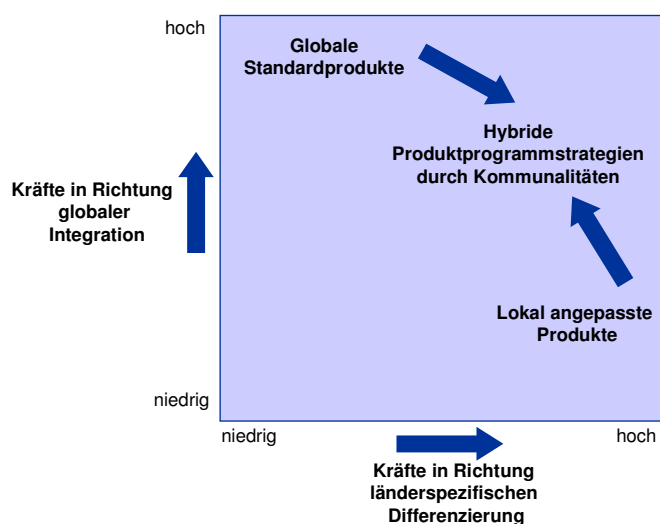 hoch
Globale
Standardprodukte
Hybride
Produktprogrammstrategien
durch Kommunalitäten
Kräfte in Richtung
globaler
Integration
Lokal angepasste
Produkte
niedrig
niedrig
hoch
Kräfte in Richtung
länderspezifischen
Differenzierung